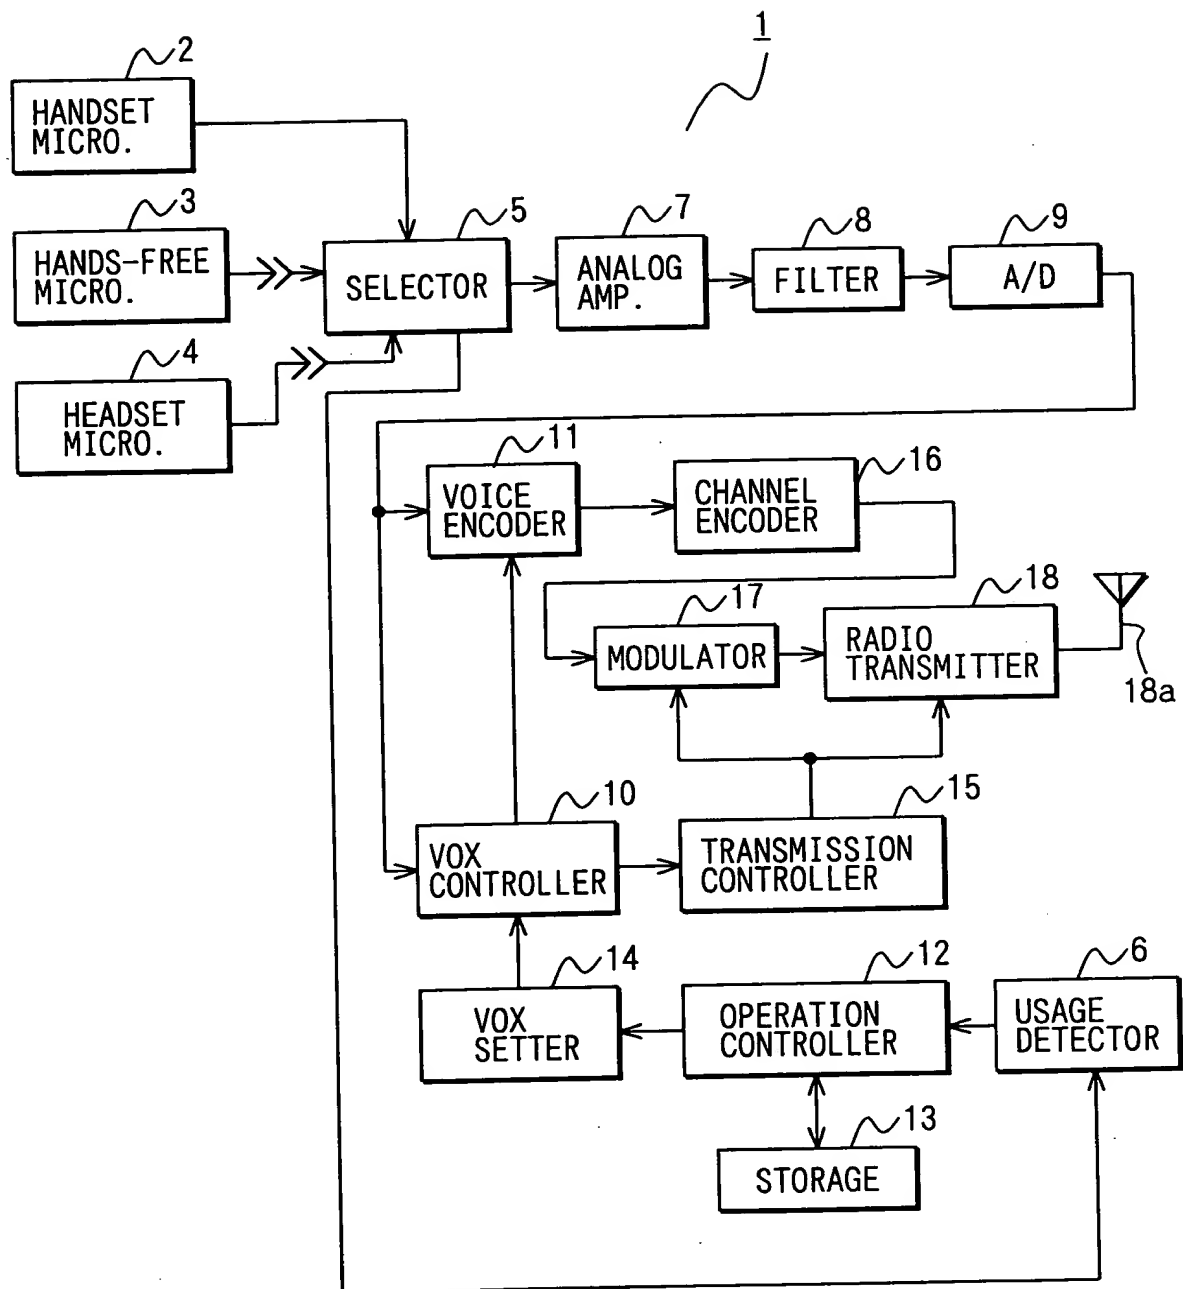 1
2
HANDSET
MICRO.
3
HANDS-FREE
MICRO.
4
HEADSET
MICRO.
5
SELECTOR
7
ANALOG
AMP.
8
FILTER
9
A/D
11
VOICE
ENCODER
16
CHANNEL
ENCODER
17
MODULATOR
18
RADIO
TRANSMITTER
18a
10
VOX
CONTROLLER
15
TRANSMISSION
CONTROLLER
14
VOX
SETTER
12
OPERATION
CONTROLLER
6
USAGE
DETECTOR
13
STORAGE